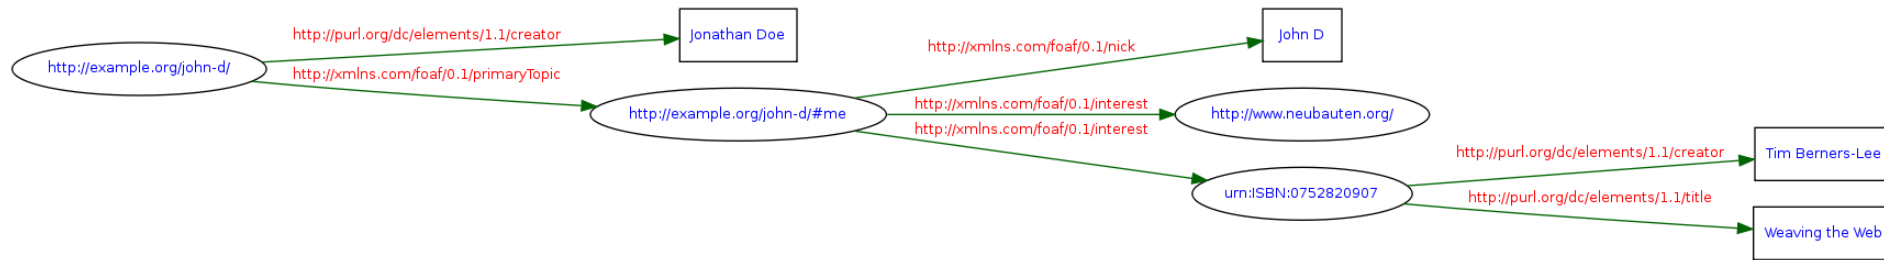 http://example.org/john-d/
http://purl.org/dc/elements/1.1/creator
Jonathan Doe
http://xmlns.com/foaf/0.1/primaryTopic
http://example.org/john-d/#me
http://xmlns.com/foaf/0.1/nick
John D
http://xmlns.com/foaf/0.1/interest
http://www.neubauten.org/
http://xmlns.com/foaf/0.1/interest
urn:ISBN:0752820907
http://purl.org/dc/elements/1.1/creator
Tim Berners-Lee
http://purl.org/dc/elements/1.1/title
Weaving the Web